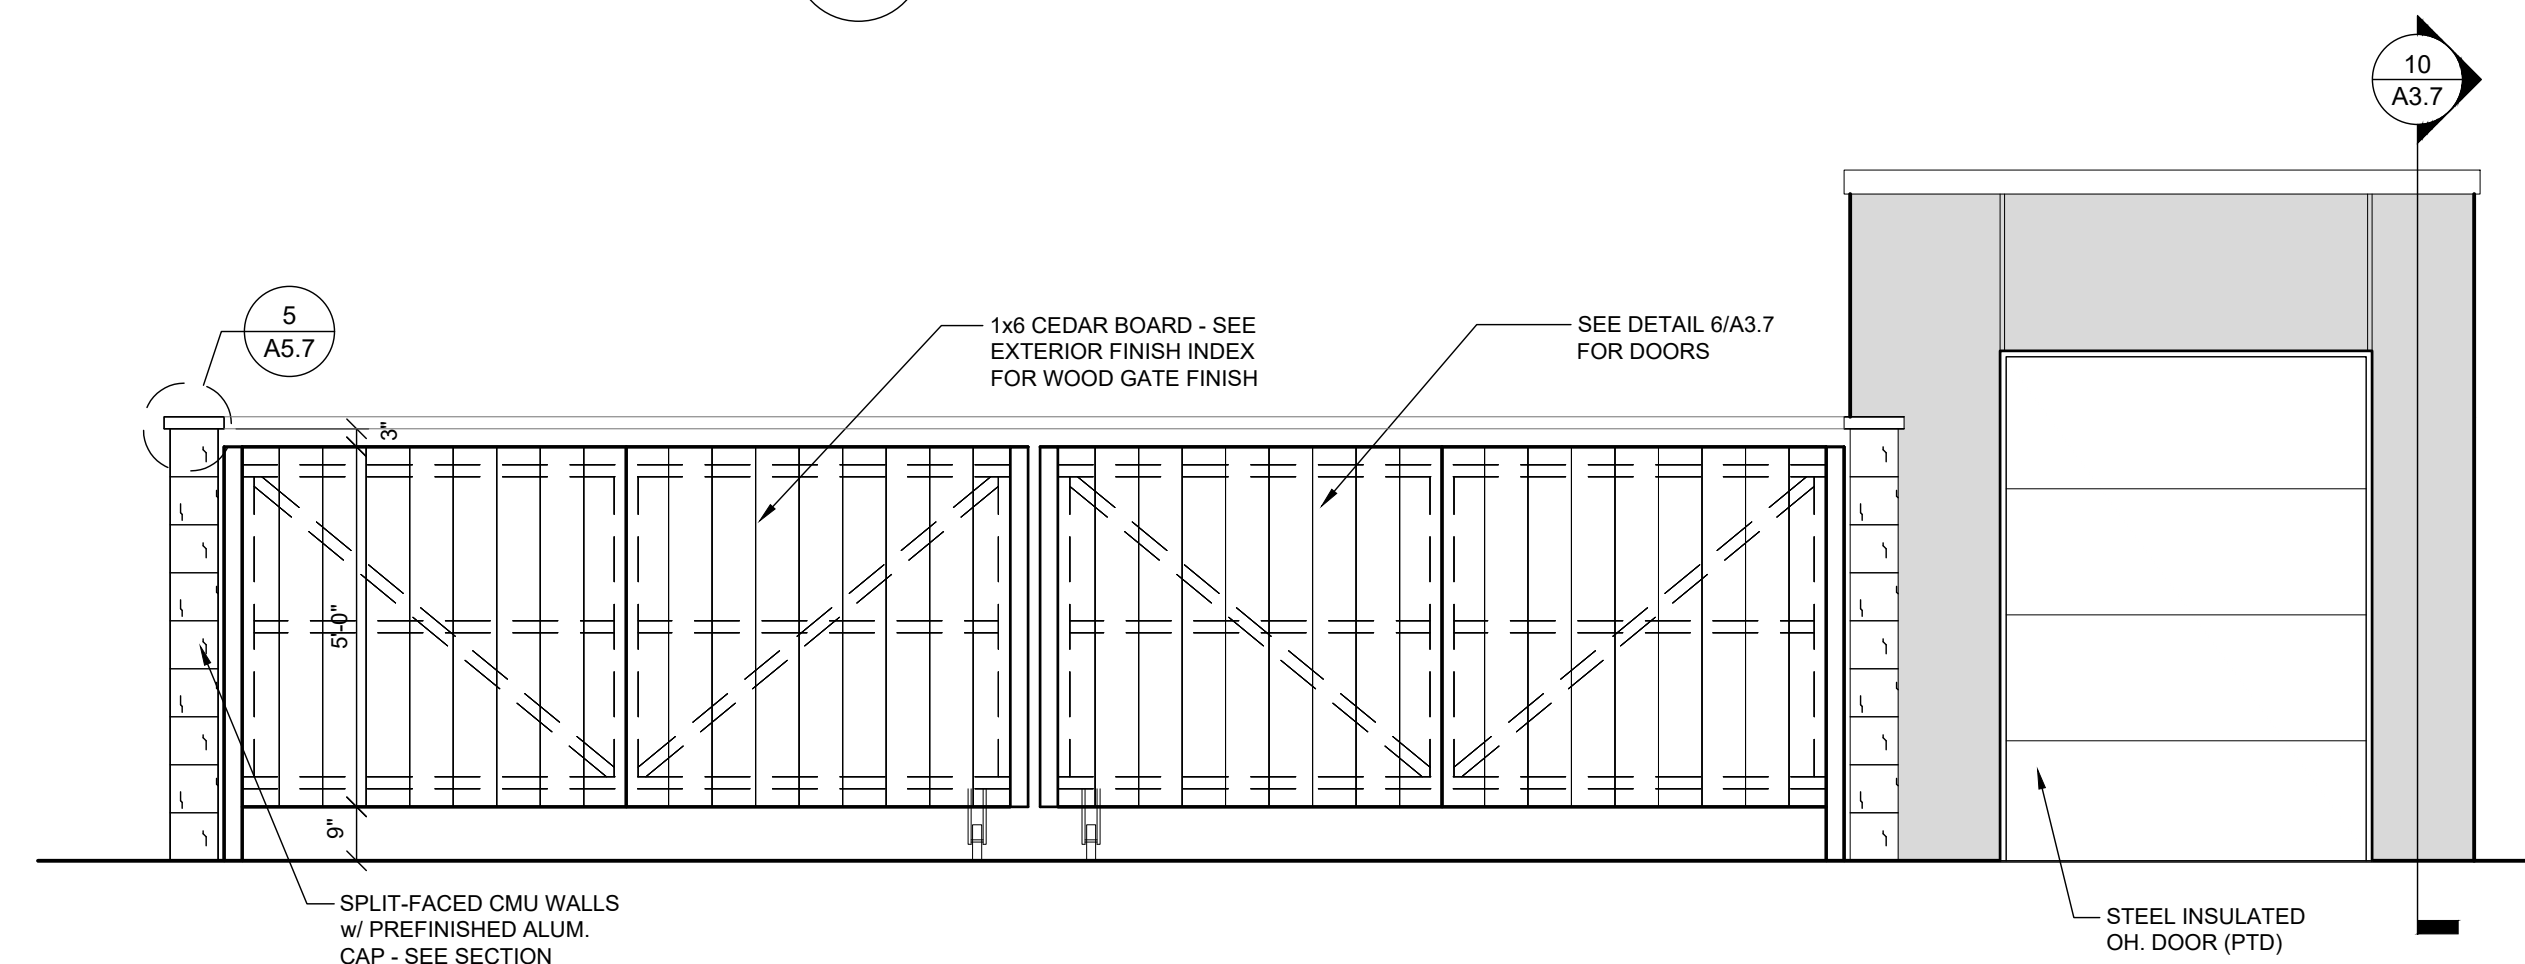 10
A3.7
5
A5.7
1x6 CEDAR BOARD - SEE
EXTERIOR FINISH INDEX
FOR WOOD GATE FINISH
SEE DETAIL 6/A3.7
FOR DOORS
3"
5'-0"
9"
SPLIT-FACED CMU WALLS
w/ PREFINISHED ALUM.
CAP - SEE SECTION
STEEL INSULATED
OH. DOOR (PTD)